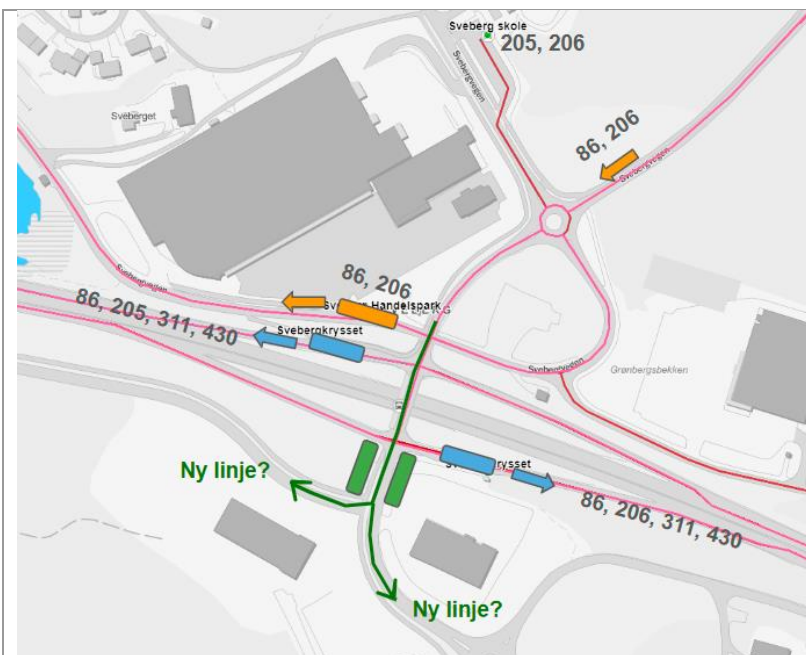 Sveberg skole
205, 206
Svebergvegen
Sveberget
86, 206
Svebergvegen
86, 206
Svebergvegen
Handelspark
86, 205, 311, 430
Svebergkrysset
Svebergvegen
Grønbergsbekken
Ny linje?
86, 206, 311, 430
Ny linje?